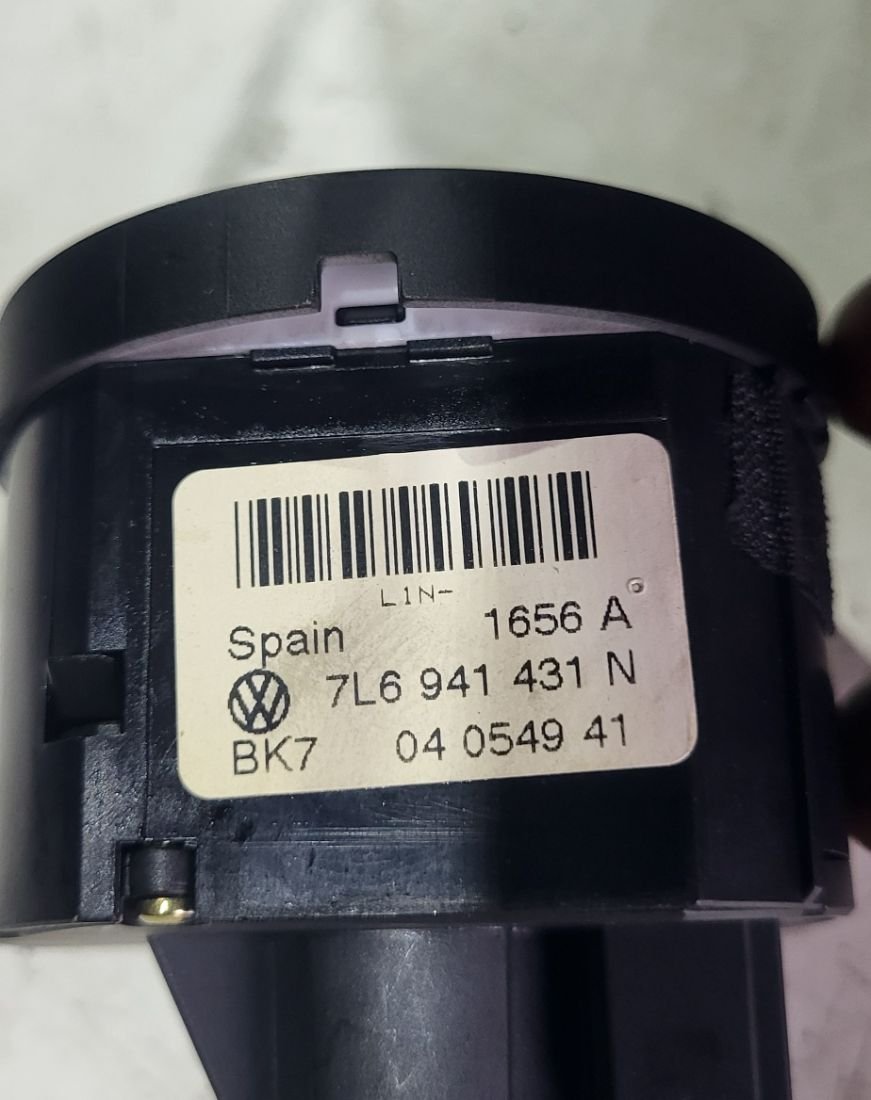 L1N-
Spain 1656 A
7L6 941 431 N
BK7 04 0549 41